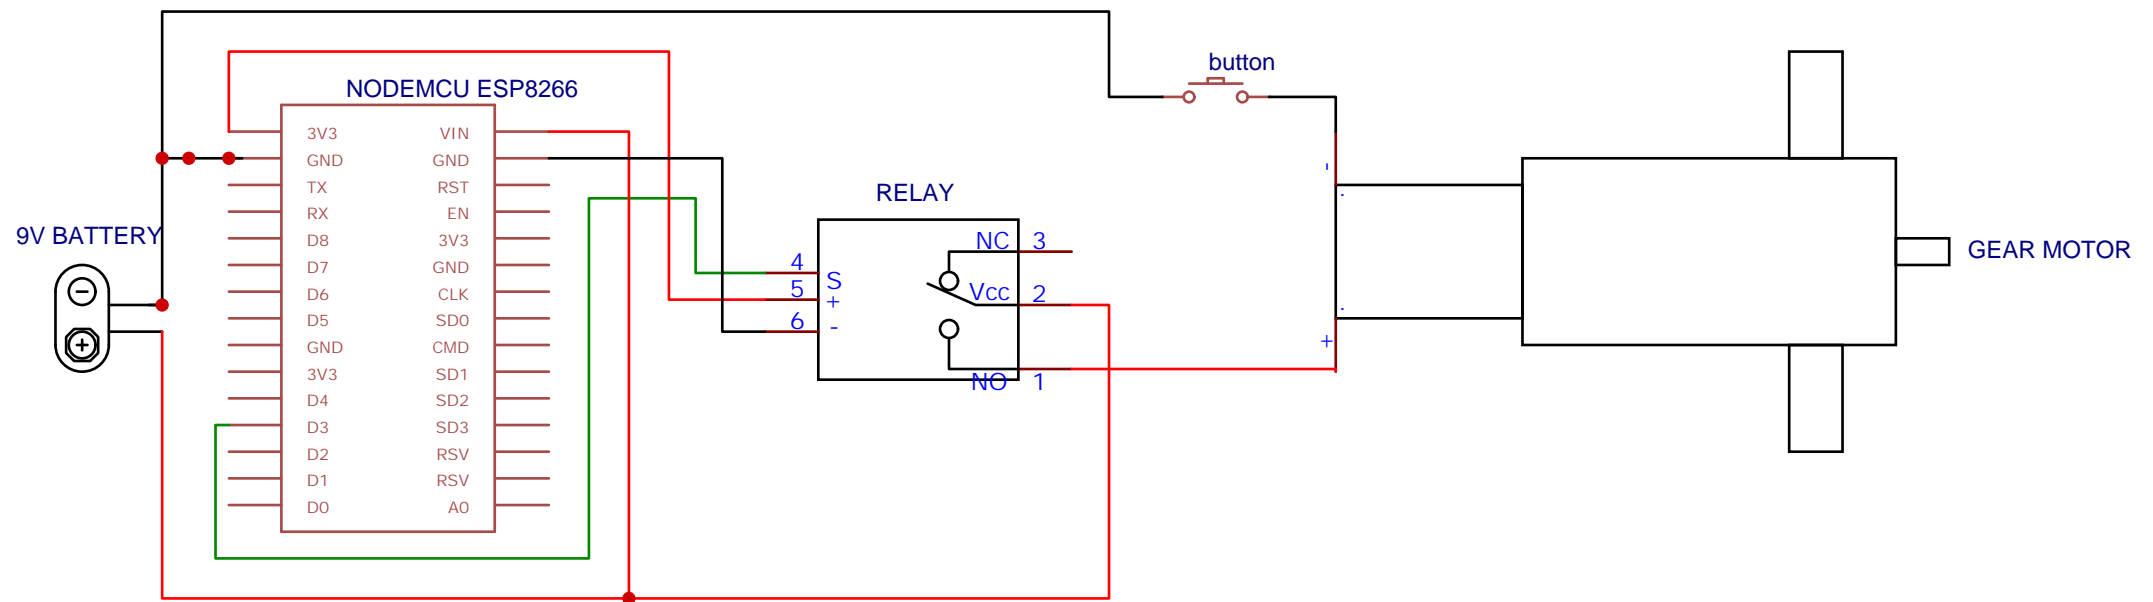 button
NODEMCU ESP8266
3V3 VIN
GND GND
TX RST
RX EN
D8 3V3
D7 GND
D6 CLK
D5 SD0
GND CMD
3V3 SD1
D4 SD2
D3 SD3
D2 RSV
D1 RSV
D0 A0
9V BATTERY
-
+
RELAY
NC 3
4 S
5 +
6 -
Vcc 2
NO 1
-
+
GEAR MOTOR